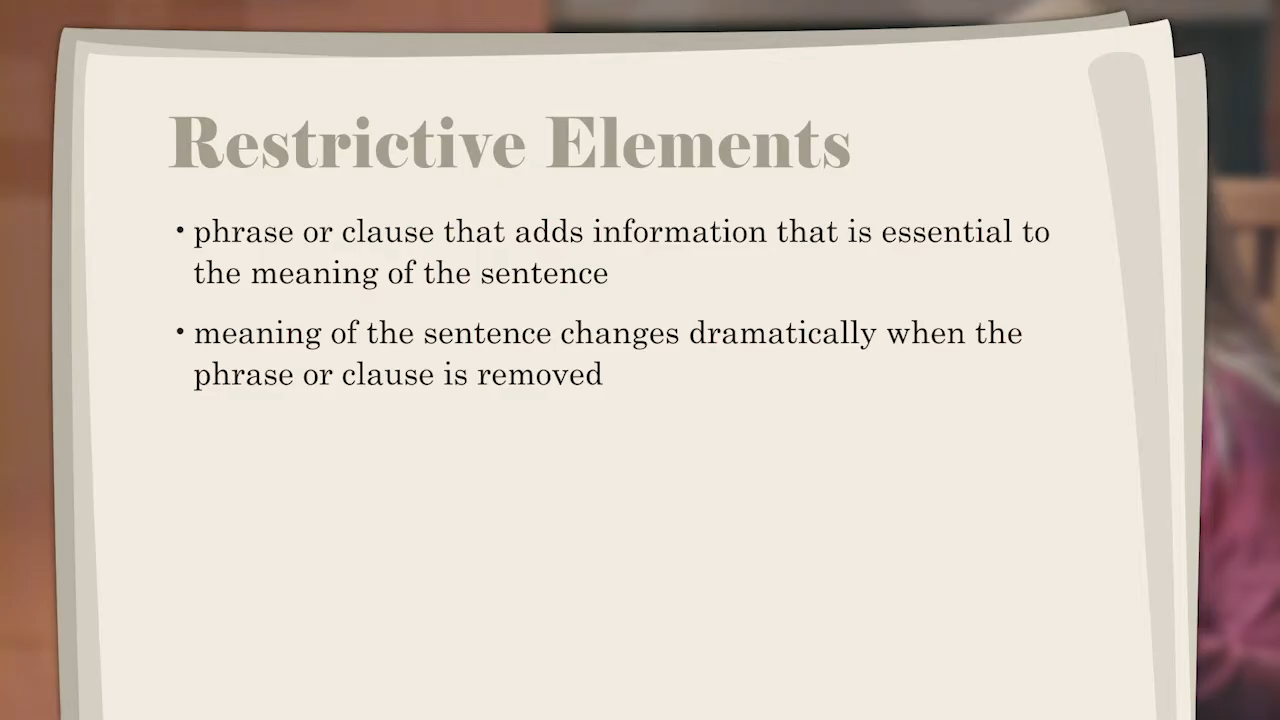 Restrictive Elements
• phrase or clause that adds information that is essential to
the meaning of the sentence
• meaning of the sentence changes dramatically when the
phrase or clause is removed